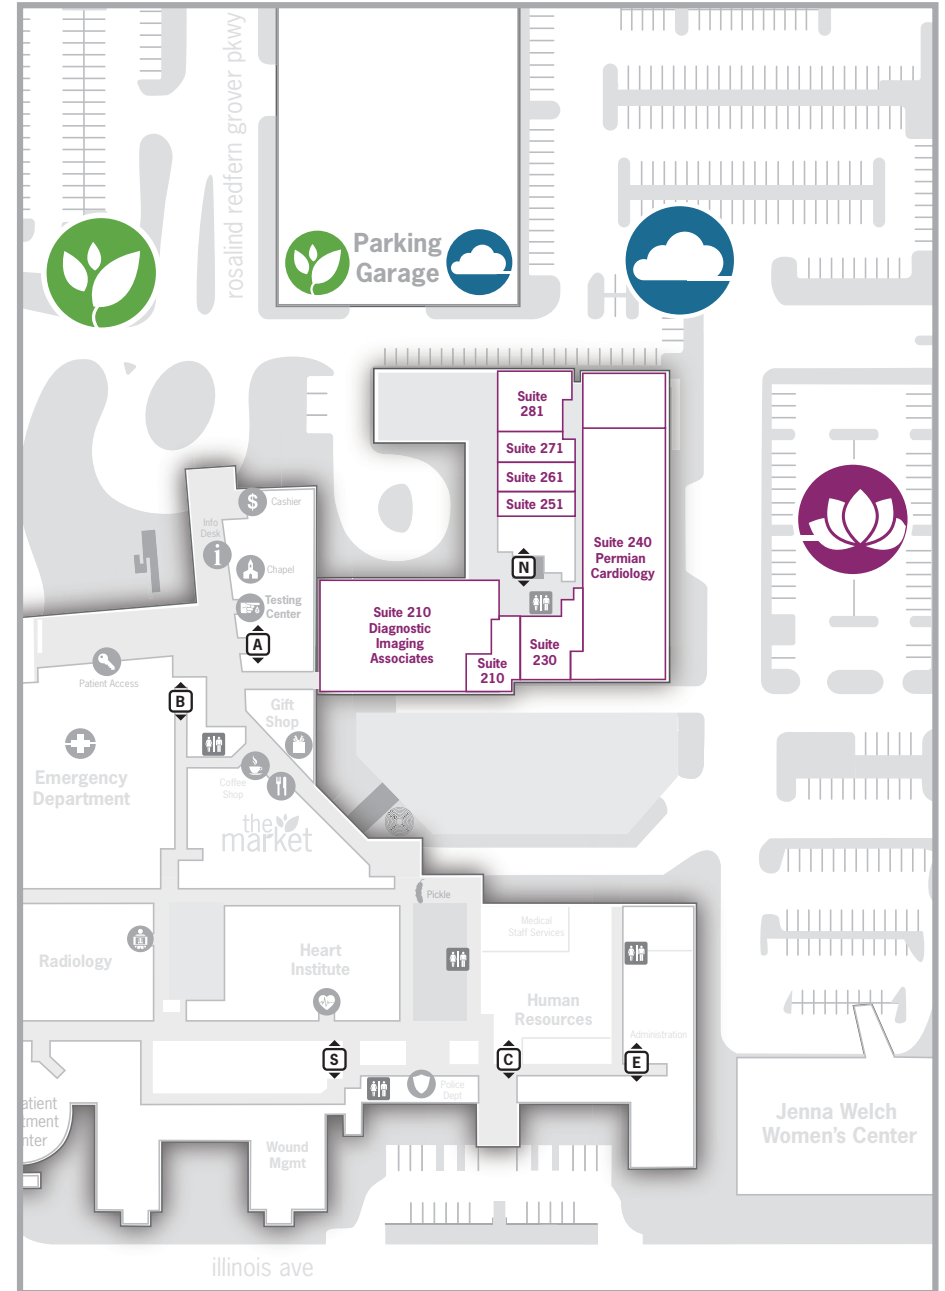 rosalind redfern grover pkwy
Parking
Garage
Suite
281
Suite 271
Suite 261
Suite 251
Suite 240
Permian
Cardiology
N
Suite 210
Diagnostic
Imaging
Associates
Suite
210
Suite
230
$
Cashier
Info
Desk
i
Chapel
Testing
Center
A
Patient Access
B
Gift
Shop
Emergency
Department
Coffee
Shop
the
market
Pickle
Medical
Staff Services
Radiology
Heart
Institute
Human
Resources
Administration
S
C
E
Police
Dept
atient
tment
nter
Wound
Mgmt
Jenna Welch
Women's Center
illinois ave